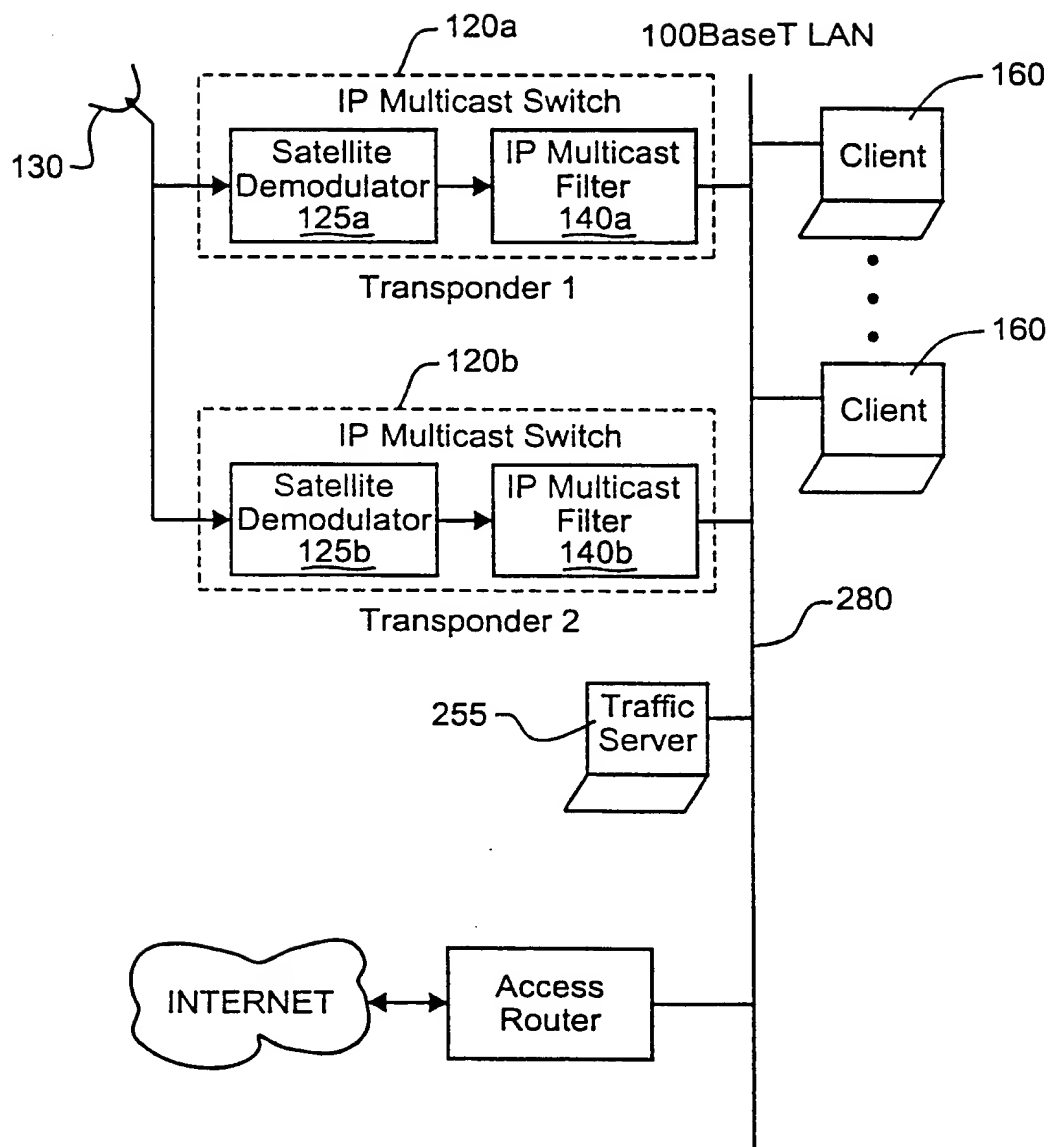 120a
100BaseT LAN
160
IP Multicast Switch
130
Satellite
Demodulator
125a
IP Multicast
Filter
140a
Client
Transponder 1
160
120b
IP Multicast Switch
Client
Satellite
Demodulator
125b
IP Multicast
Filter
140b
Transponder 2
280
255
Traffic
Server
INTERNET
Access
Router